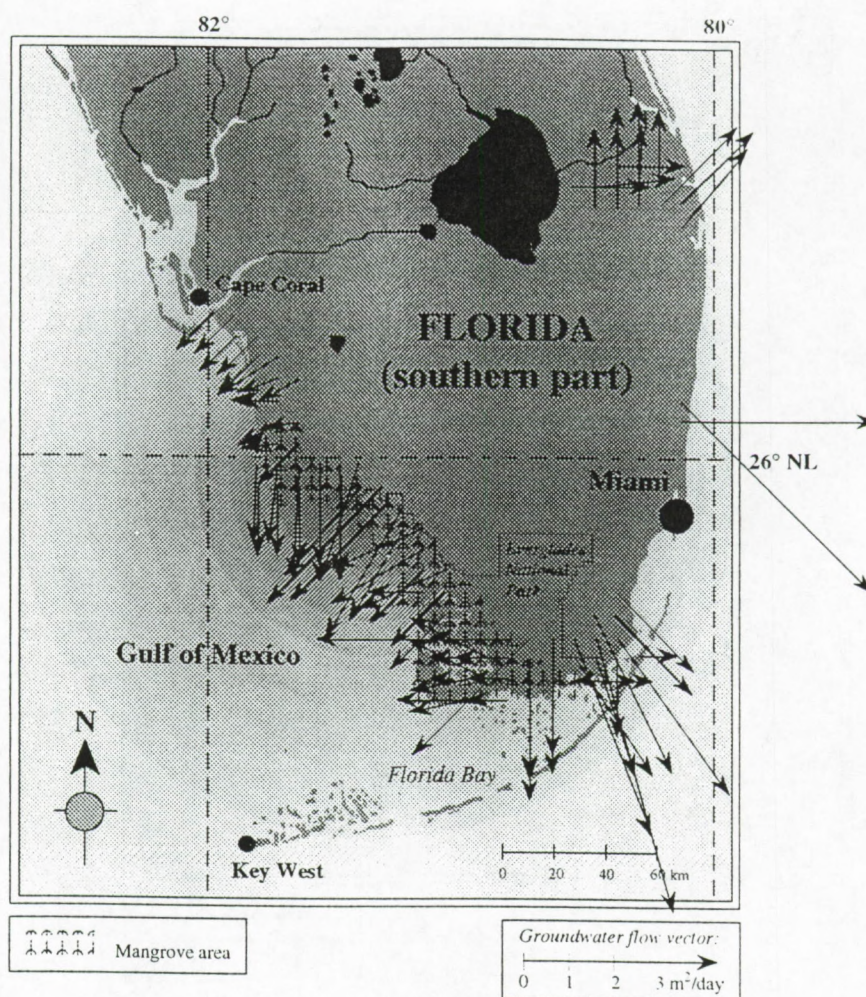 82°
80°
Cape Coral
FLORIDA
(southern part)
26° NL
Miami
Everglades
National
Park
Gulf of Mexico
N
Florida Bay
Key West
0 20 40 60 km
Mangrove area
Groundwater flow vector:
0 1 2 3 m²/day